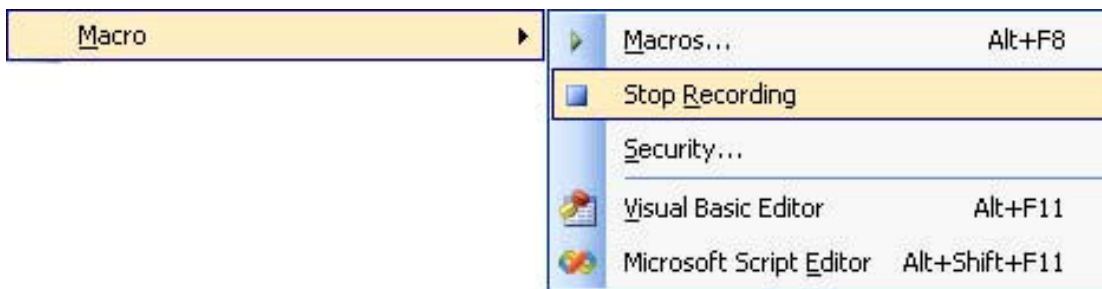 Macro
Macros... Alt+F8
Stop Recording
Security...
Visual Basic Editor Alt+F11
Microsoft Script Editor Alt+Shift+F11